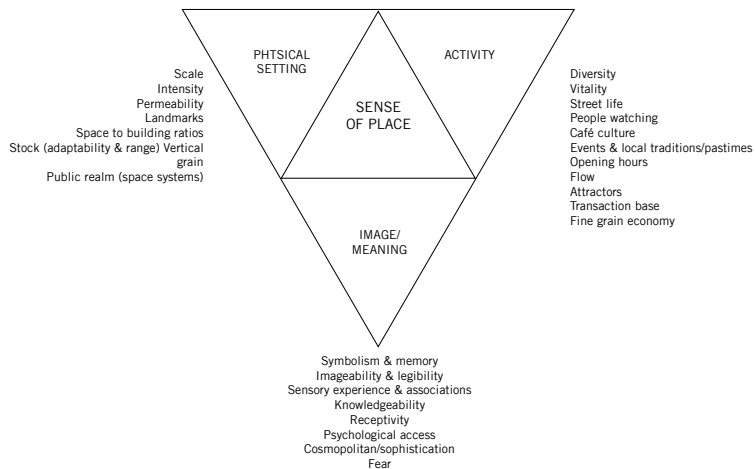 PHTSICAL
SETTING
ACTIVITY
SENSE
OF PLACE
IMAGE/
MEANING
Scale
Intensity
Permeability
Landmarks
Space to building ratios
Stock (adaptability & range) Vertical
grain
Public realm (space systems)
Diversity
Vitality
Street life
People watching
Café culture
Events & local traditions/pastimes
Opening hours
Flow
Attractors
Transaction base
Fine grain economy
Symbolism & memory
Imageability & legibility
Sensory experience & associations
Knowledgeability
Receptivity
Psychological access
Cosmopolitan/sophistication
Fear